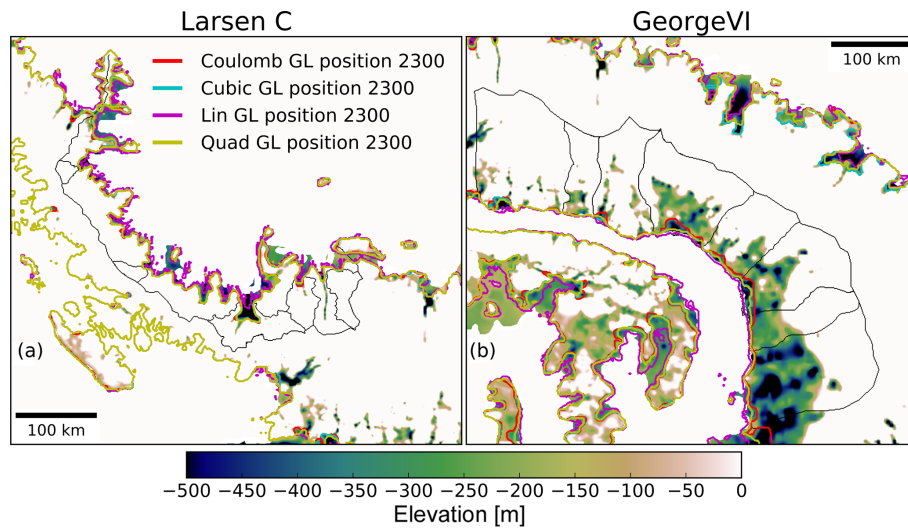 Larsen C
GeorgeVI
Coulomb GL position 2300
Cubic GL position 2300
Lin GL position 2300
Quad GL position 2300
100 km
(a)
(b)
100 km
−500 −450 −400 −350 −300 −250 −200 −150 −100 −50 0
Elevation [m]